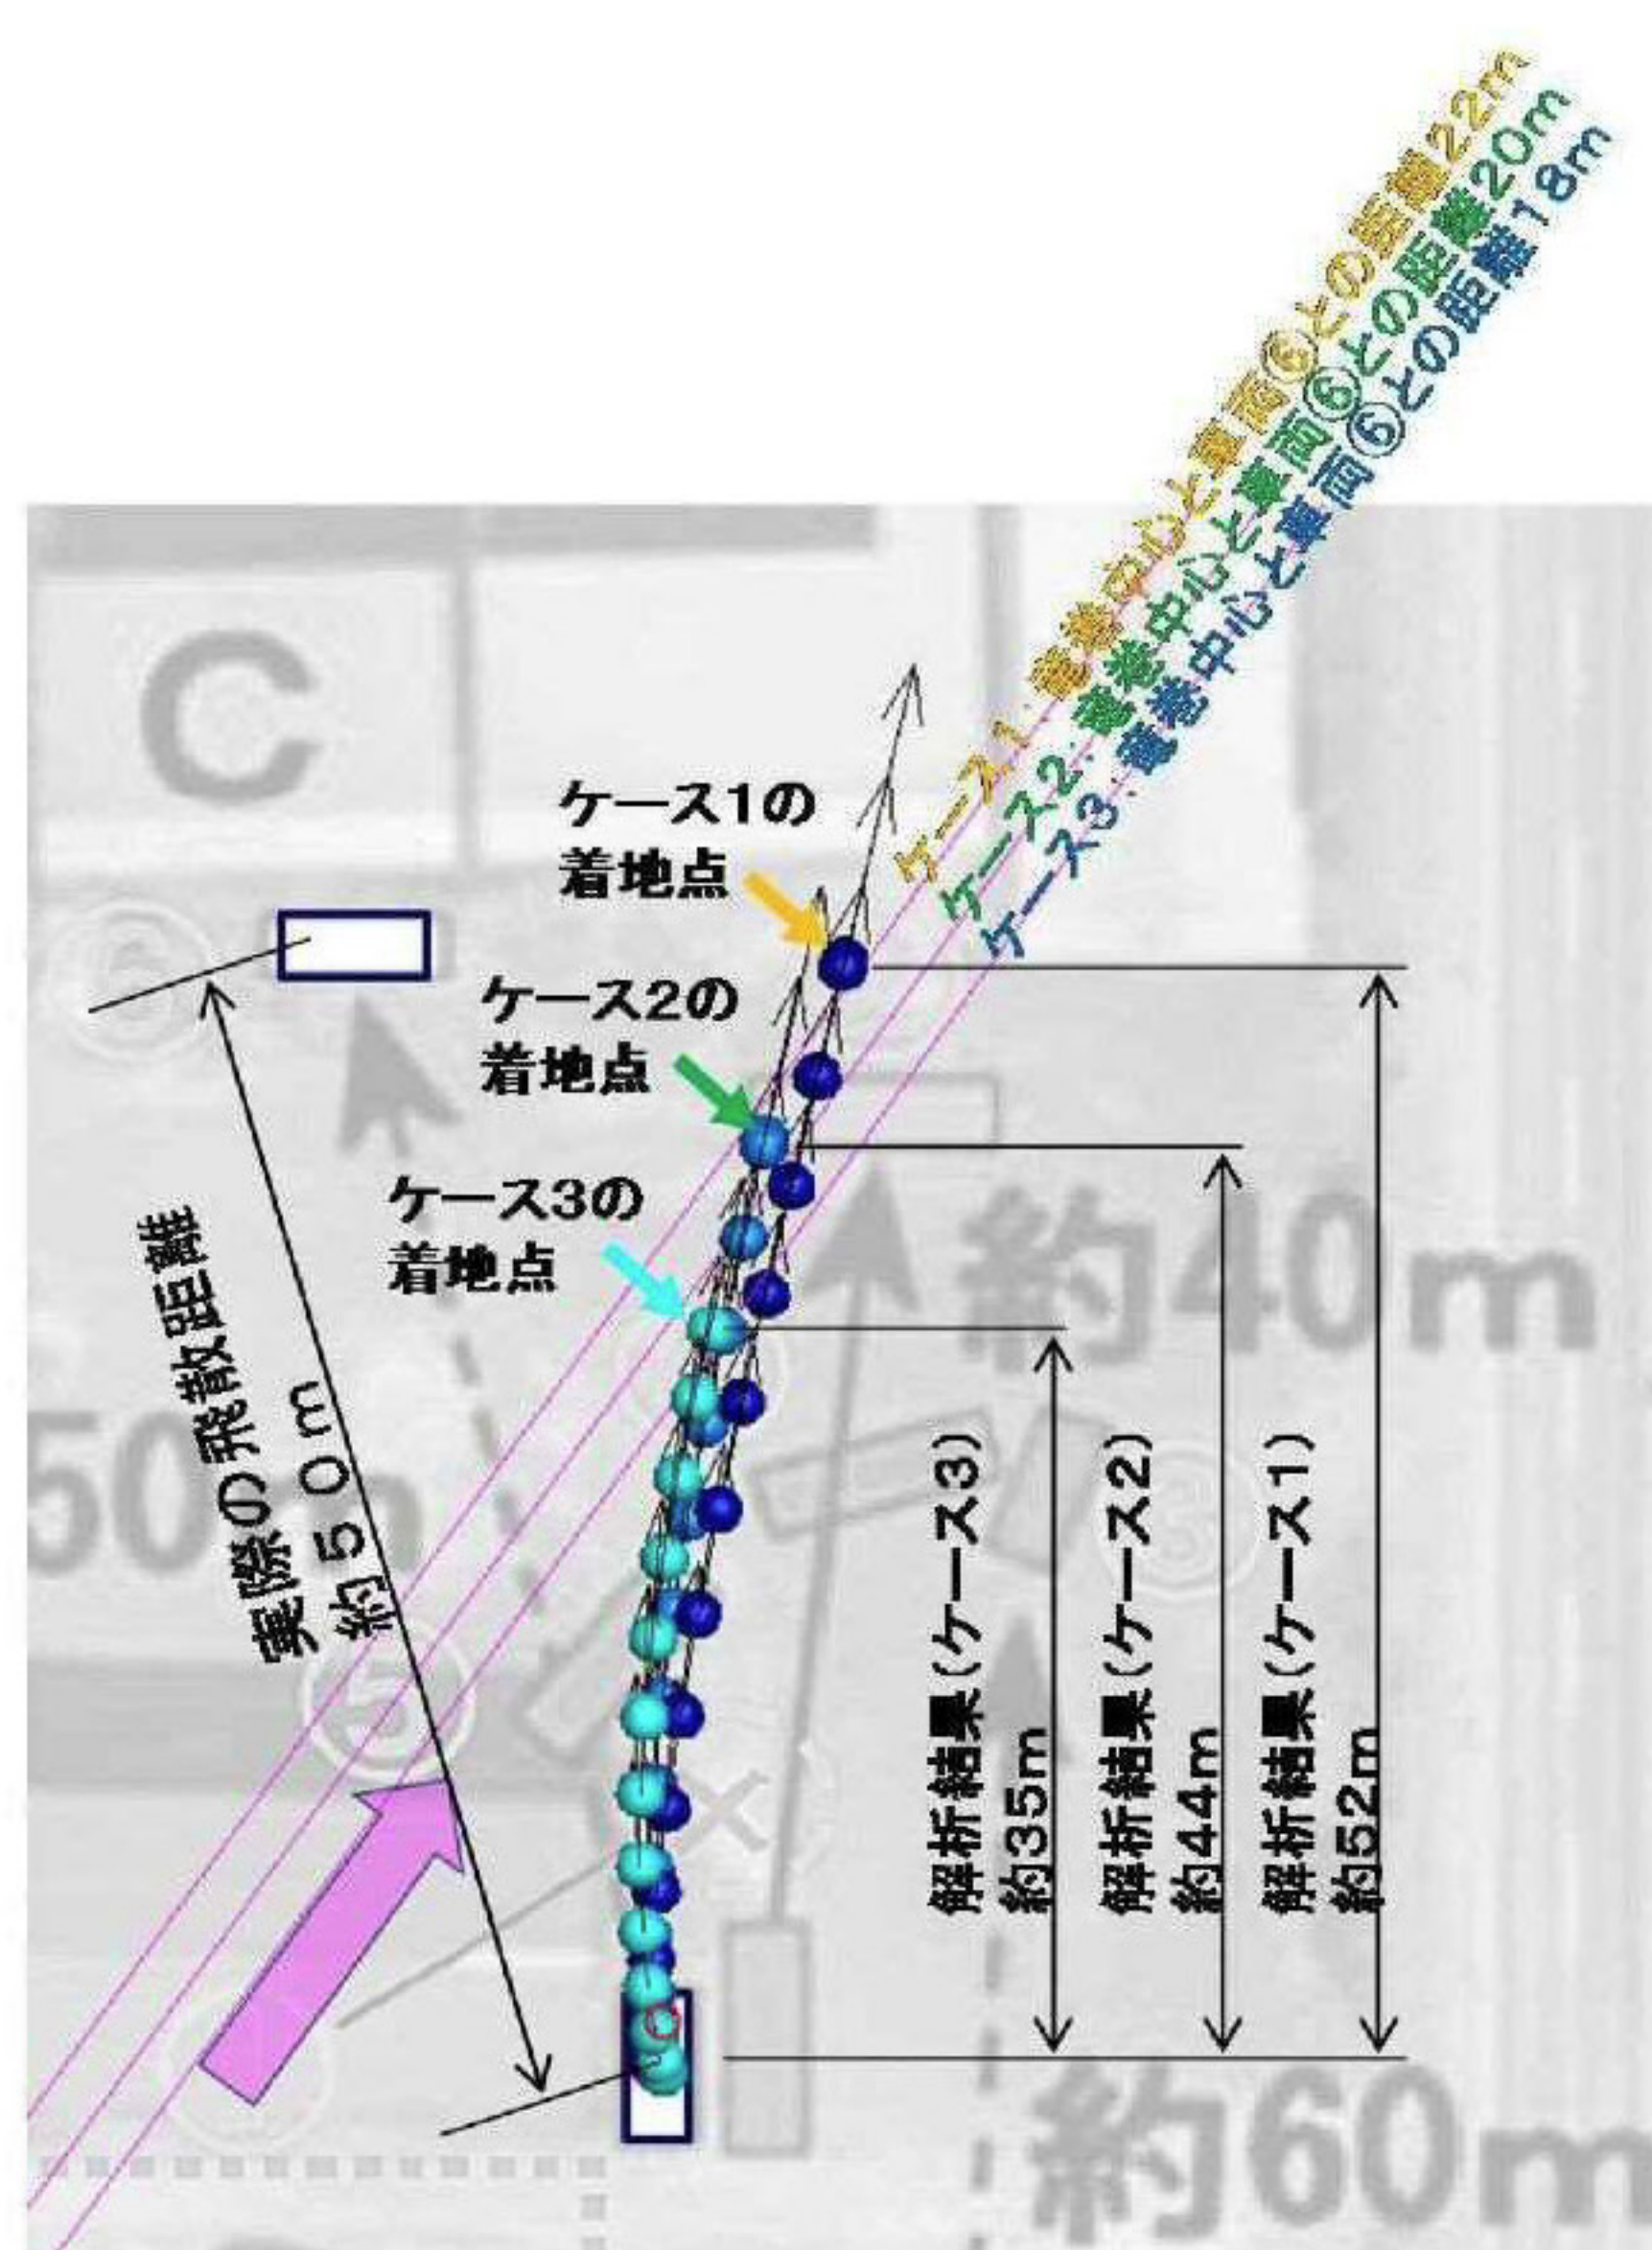 ケース1：竜巻中心と車両⑥との距離22m
ケース2：竜巻中心と車両⑥との距離20m
ケース3：竜巻中心と車両⑥との距離18m
C
ケース1の
着地点
ケース2の
着地点
ケース3の
着地点
実際の飛散距離
約50m
約40m
50m
⑤
解析結果(ケース3)
約35m
解析結果(ケース2)
約44m
解析結果(ケース1)
約52m
約60m